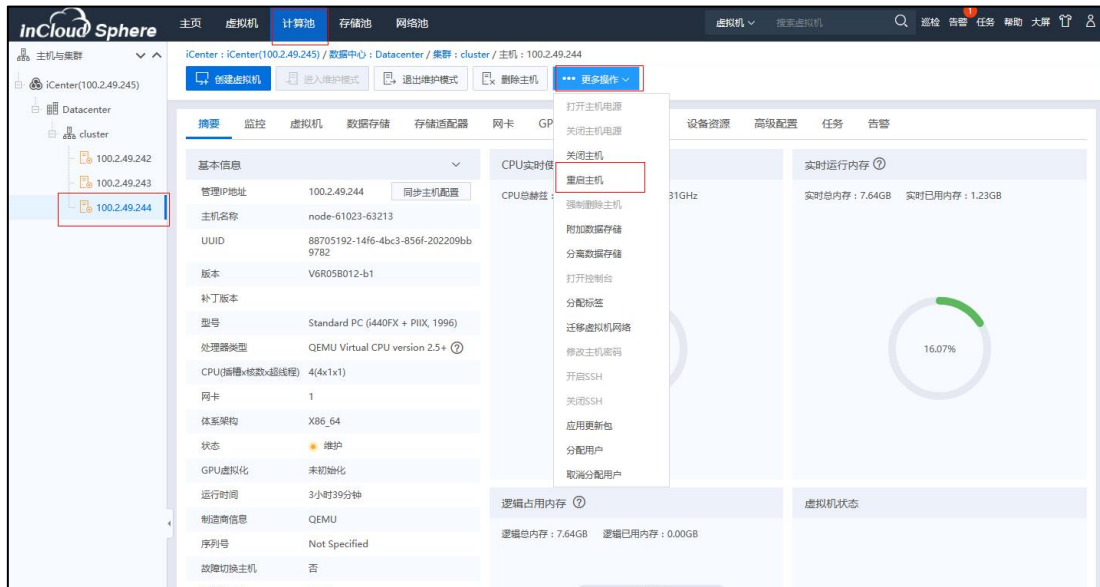 inCloud Sphere
主页 虚拟机 计算池 存储池 网络池 虚拟机 搜索虚拟机 巡检 告警 1 任务 帮助 大屏
主机与集群
iCenter：iCenter(100.2.49.245) / 数据中心：Datacenter / 集群：cluster / 主机：100.2.49.244
iCenter(100.2.49.245)
Datacenter
cluster
100.2.49.242
100.2.49.243
100.2.49.244
创建虚拟机 进入维护模式 退出维护模式 删除主机 ••• 更多操作
摘要 监控 虚拟机 数据存储 存储适配器 网卡 GP 设备资源 高级配置 任务 告警
打开主机电源
关闭主机电源
关闭主机
重启主机
强制删除主机
附加数据存储
分离数据存储
打开控制台
分配标签
迁移虚拟机网络
修改主机密码
开启SSH
关闭SSH
应用更新包
分配用户
取消分配用户
基本信息
管理IP地址 100.2.49.244 同步主机配置
主机名称 node-61023-63213
UUID 88705192-14f6-4bc3-856f-202209bb
9782
版本 V6R05B012-b1
补丁版本
型号 Standard PC (i440FX + PIIX, 1996)
处理器类型 QEMU Virtual CPU version 2.5+ ?
CPU(插槽x核数x超线程) 4(4x1x1)
网卡 1
体系架构 X86_64
状态 维护
GPU虚拟化 未初始化
运行时间 3小时39分钟
制造商信息 QEMU
序列号 Not Specified
故障切换主机 否
CPU实时使
CPU总赫兹： 31GHz
实时运行内存 ?
实时总内存：7.64GB 实时已用内存：1.23GB
16.07%
逻辑占用内存 ?
逻辑总内存：7.64GB 逻辑已用内存：0.00GB
虚拟机状态